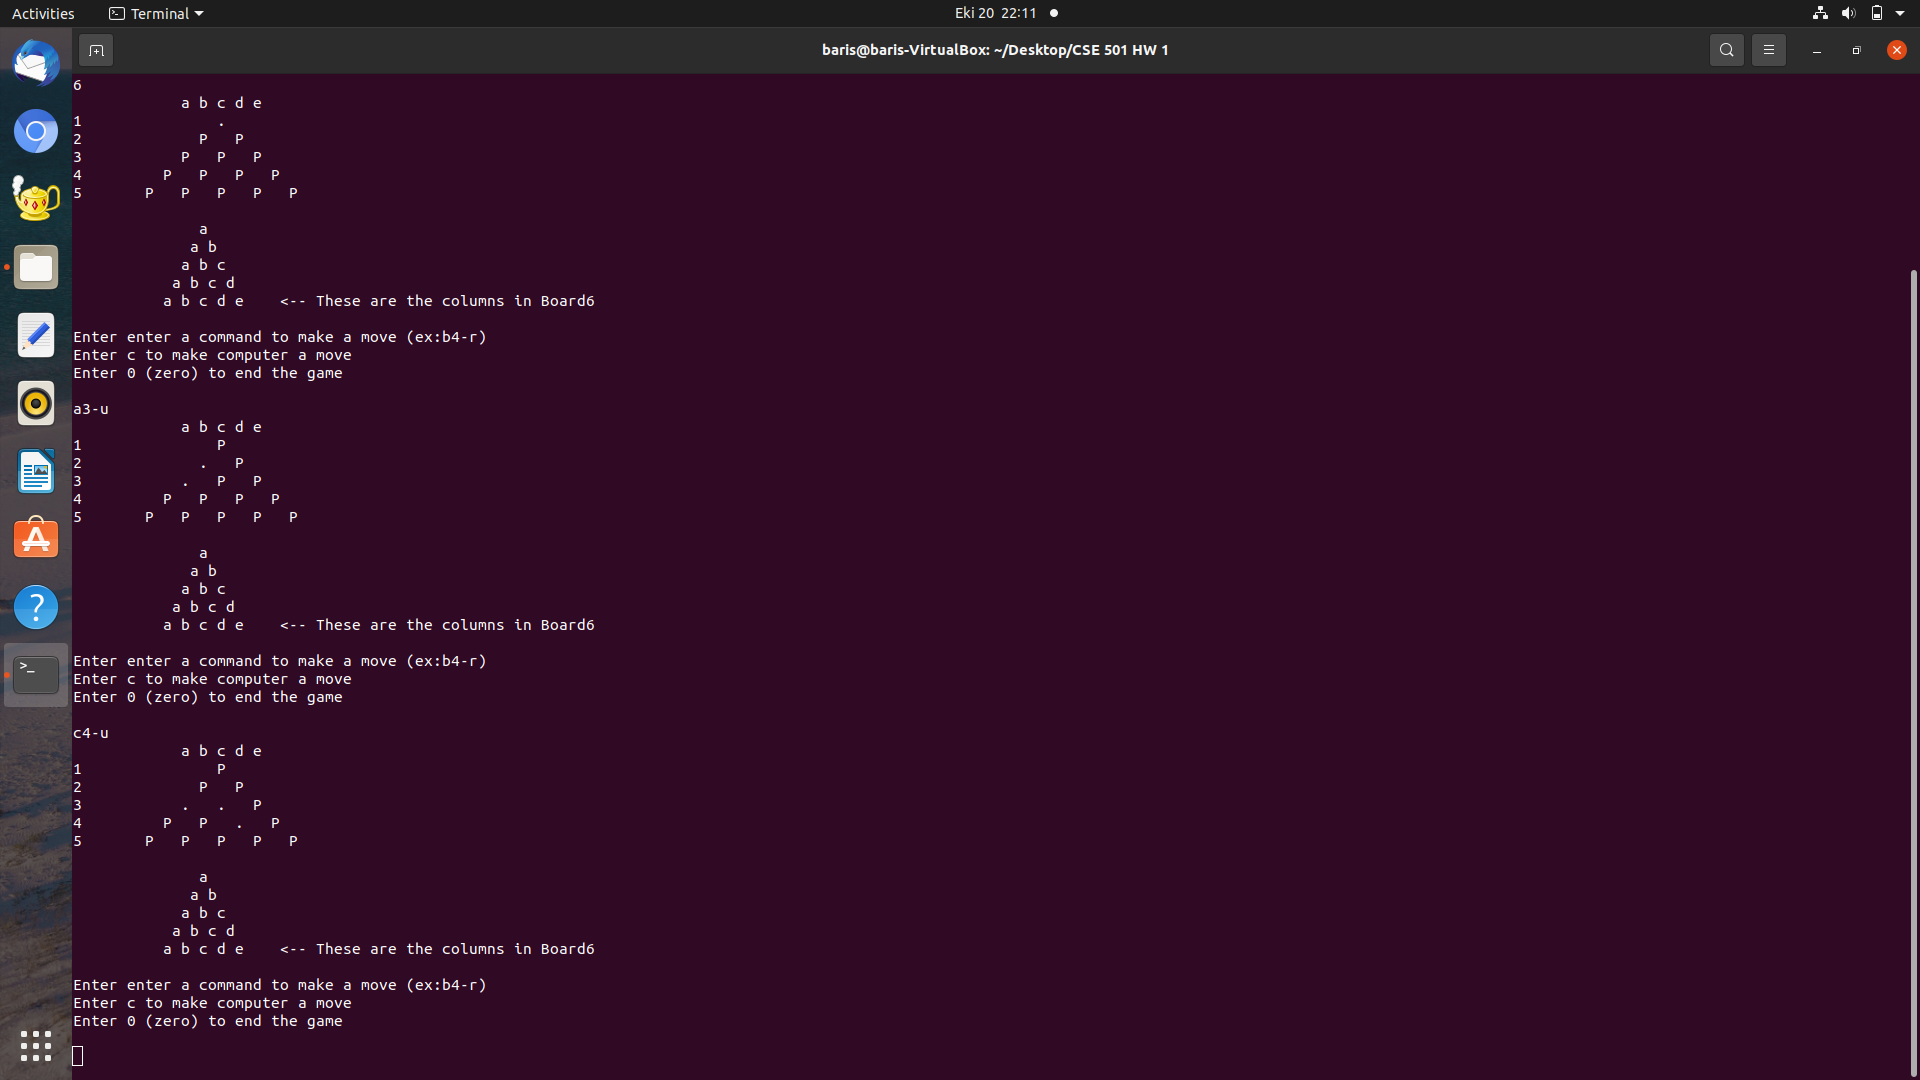 Activities Terminal Eki 20 22:11
baris@baris-VirtualBox: ~/Desktop/CSE 501 HW 1
6
            a b c d e
1               .
2             P   P
3           P   P   P
4         P   P   P   P
5       P   P   P   P   P

              a
             a b
            a b c
           a b c d
          a b c d e    <-- These are the columns in Board6

Enter enter a command to make a move (ex:b4-r)
Enter c to make computer a move
Enter 0 (zero) to end the game

a3-u
            a b c d e
1               P
2             .   P
3           .   P   P
4         P   P   P   P
5       P   P   P   P   P

              a
             a b
            a b c
           a b c d
          a b c d e    <-- These are the columns in Board6

Enter enter a command to make a move (ex:b4-r)
Enter c to make computer a move
Enter 0 (zero) to end the game

c4-u
            a b c d e
1               P
2             P   P
3           .   .   P
4         P   P   .   P
5       P   P   P   P   P

              a
             a b
            a b c
           a b c d
          a b c d e    <-- These are the columns in Board6

Enter enter a command to make a move (ex:b4-r)
Enter c to make computer a move
Enter 0 (zero) to end the game